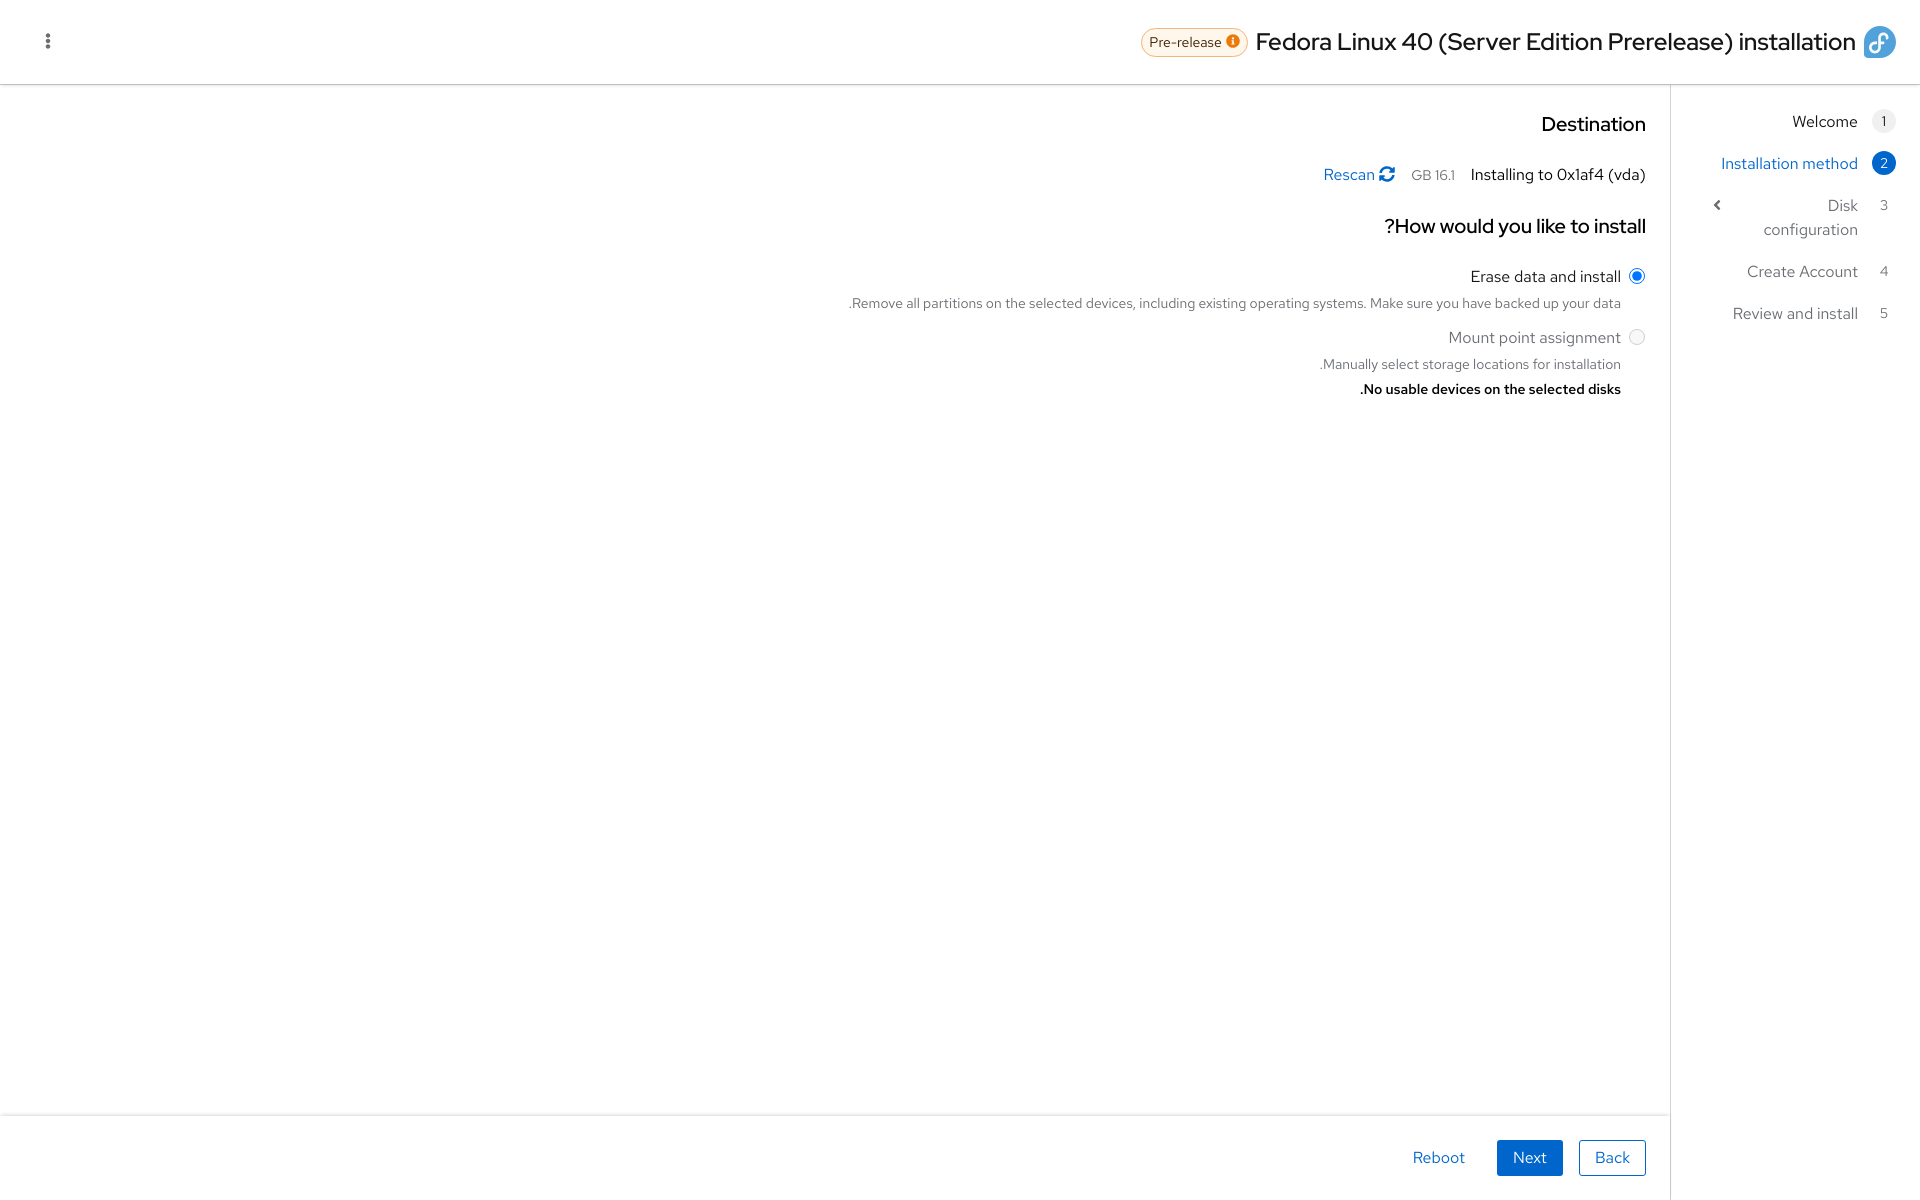 Fedora Linux 40 (Server Edition Prerelease) installation
Pre-release
Welcome 1
Installation method 2
Disk 3
configuration
Create Account 4
Review and install 5
Destination
Installing to 0x1af4 (vda) GB 16.1 Rescan
?How would you like to install
Erase data and install
.Remove all partitions on the selected devices, including existing operating systems. Make sure you have backed up your data
Mount point assignment
.Manually select storage locations for installation
.No usable devices on the selected disks
Back Next Reboot